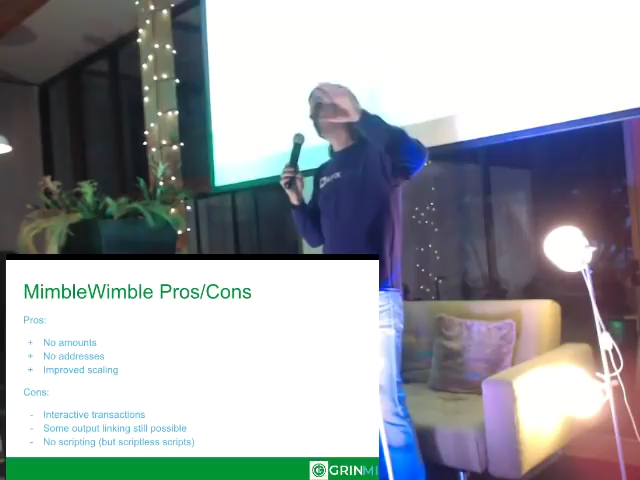 MimbleWimble Pros/Cons
Pros:
+ No amounts
+ No addresses
+ Improved scaling
Cons:
- Interactive transactions
- Some output linking still possible
- No scripting (but scriptless scripts)
GRINMI